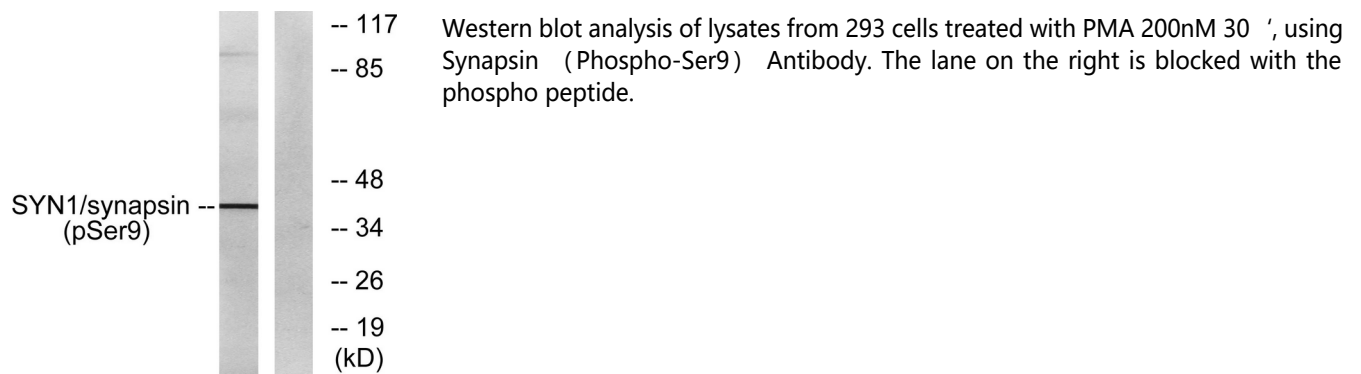 -- 117
-- 85
-- 48
SYN1/synapsin --
(pSer9)
-- 34
-- 26
-- 19
(kD)
Western blot analysis of lysates from 293 cells treated with PMA 200nM 30‘, using
Synapsin (Phospho-Ser9) Antibody. The lane on the right is blocked with the
phospho peptide.